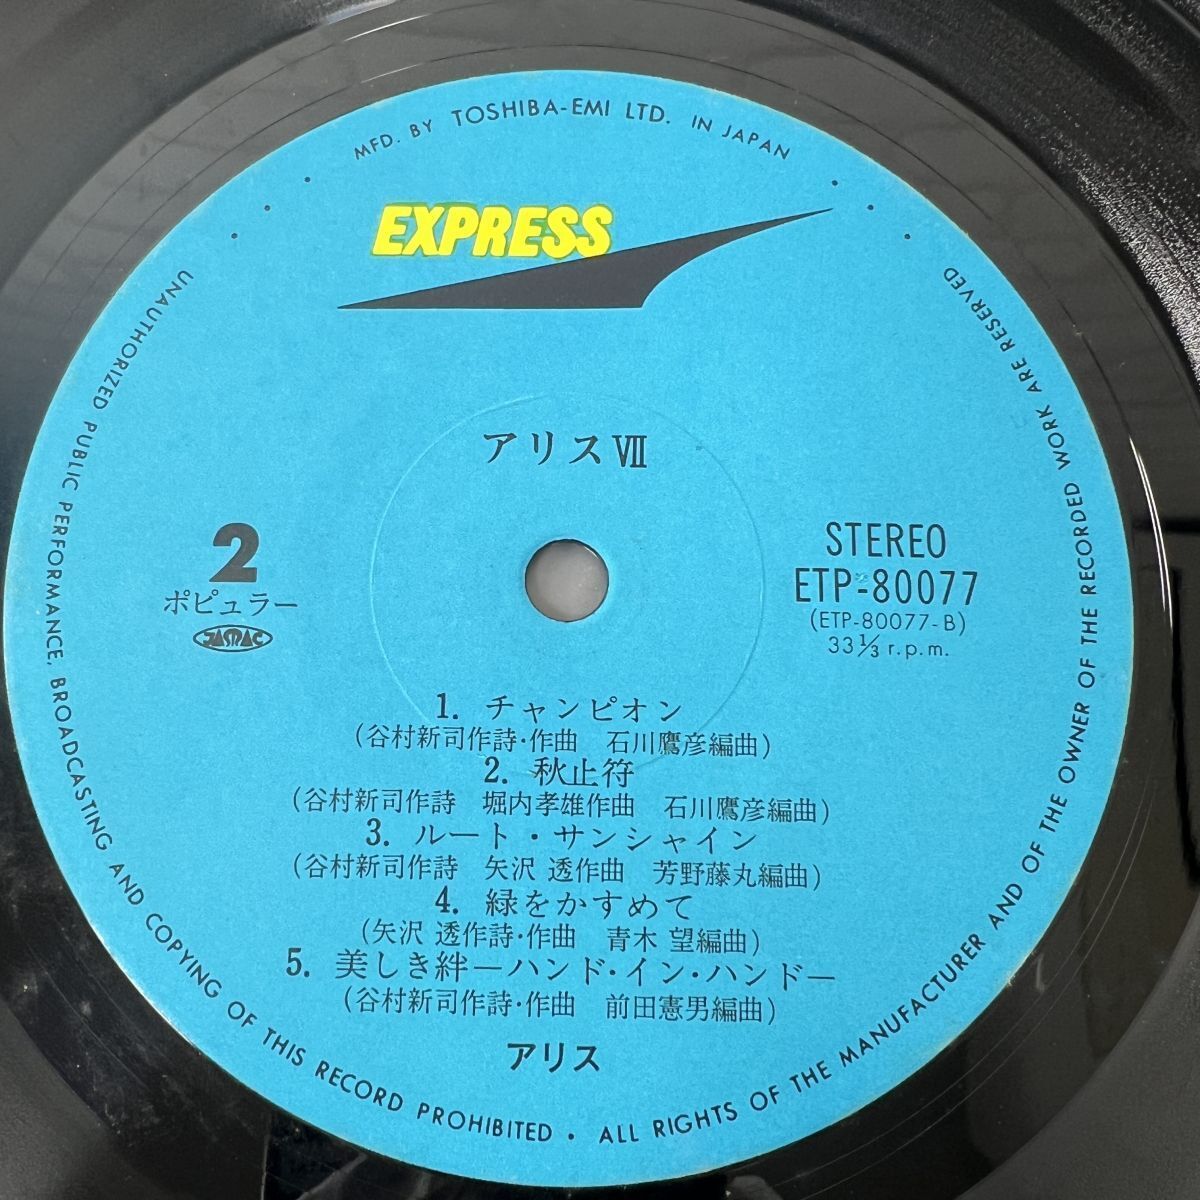 MFD. BY TOSHIBA-EMI LTD. IN JAPAN
EXPRESS
アリスⅦ
2
ポピュラー
JASRAC
STEREO
ETP-80077
(ETP-80077-B)
33⅓ r.p.m.
1. チャンピオン
(谷村新司作詩・作曲 石川鷹彦編曲)
2. 秋止符
(谷村新司作詩 堀内孝雄作曲 石川鷹彦編曲)
3. ルート・サンシャイン
(谷村新司作詩 矢沢 透作曲 芳野藤丸編曲)
4. 緑をかすめて
(矢沢 透作詩・作曲 青木 望編曲)
5. 美しき絆—ハンド・イン・ハンド—
(谷村新司作詩・作曲 前田憲男編曲)
アリス
UNAUTHORIZED PUBLIC PERFORMANCE, BROADCASTING AND COPYING OF THIS RECORD PROHIBITED • ALL RIGHTS OF THE MANUFACTURER AND OF THE OWNER OF THE RECORDED WORK ARE RESERVED